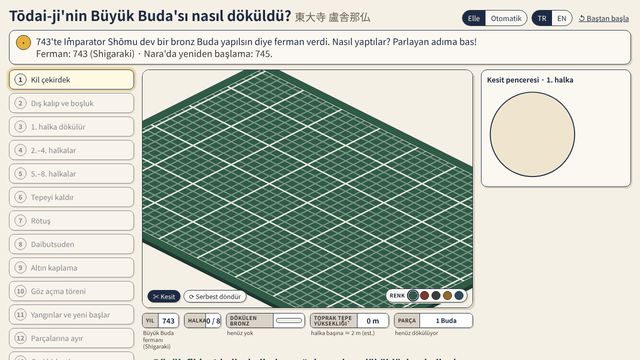 Tōdai-ji'nin Büyük Buda'sı nasıl döküldü? 東大寺 盧舎那仏
Elle Otomatik TR EN ↺ Baştan başla
743'te İmparator Shōmu dev bir bronz Buda yapılsın diye ferman verdi. Nasıl yaptılar? Parlayan adıma bas!
Ferman: 743 (Shigaraki) · Nara'da yeniden başlama: 745.
1 Kil çekirdek
2 Dış kalıp ve boşluk
3 1. halka dökülür
4 2.–4. halkalar
5 5.–8. halkalar
6 Tepeyi kaldır
7 Rötuş
8 Daibutsuden
9 Altın kaplama
10 Göz açma töreni
11 Yangınlar ve yeni başlar
12 Parçalarına ayır
Kesit penceresi · 1. halka
✂ Kesit ⟳ Serbest döndür
RENK
YIL 743
Büyük Buda fermanı (Shigaraki)
HALKA 0 / 8
DÖKÜLEN BRONZ
henüz yok
TOPRAK TEPE YÜKSEKLİĞİ 0 m
halka başına ≈ 2 m (est.)
PARÇA 1 Buda
henüz dökülüyor